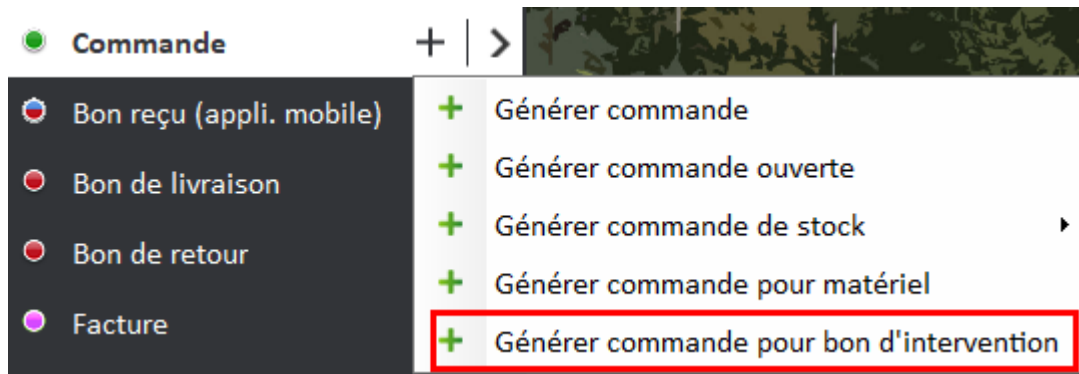 Commande
Bon reçu (appli. mobile)
Bon de livraison
Bon de retour
Facture
Générer commande
Générer commande ouverte
Générer commande de stock
Générer commande pour matériel
Générer commande pour bon d'intervention